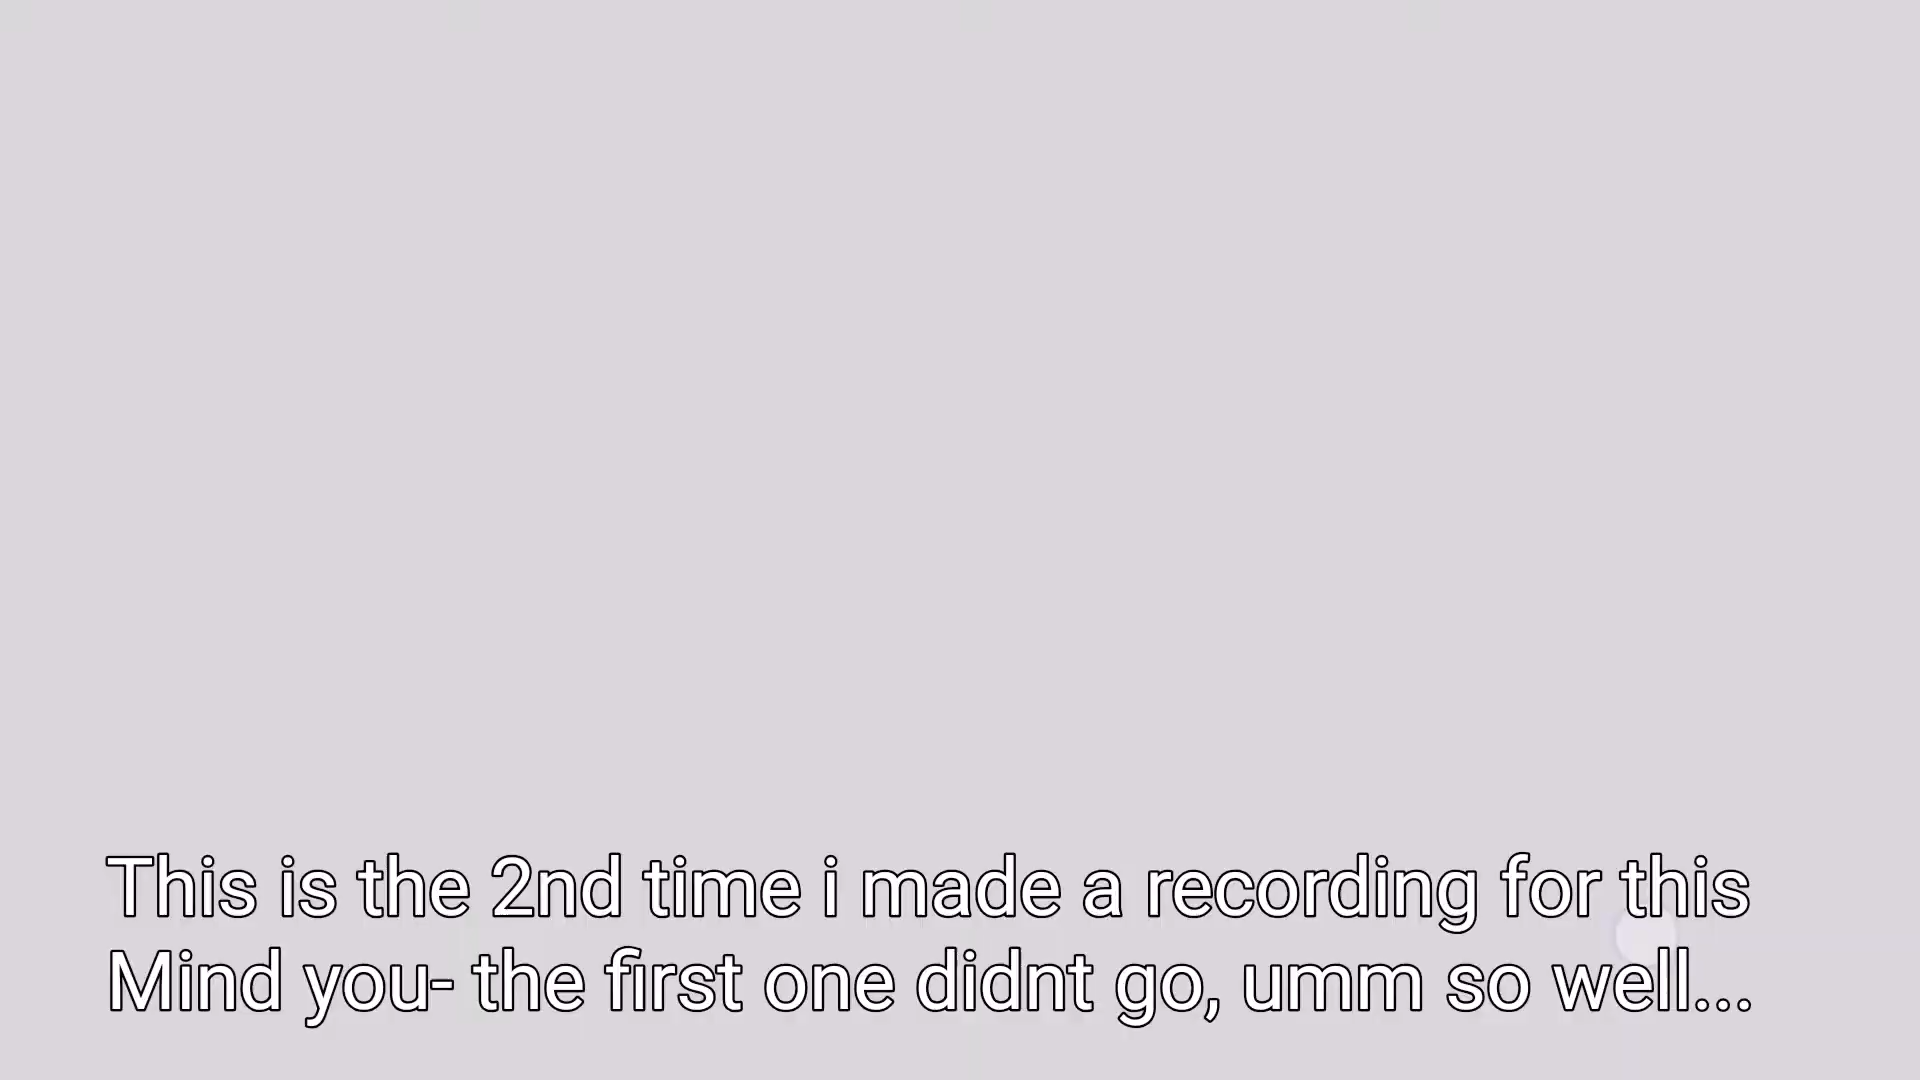 This is the 2nd time i made a recording for this
Mind you- the first one didnt go, umm so well...